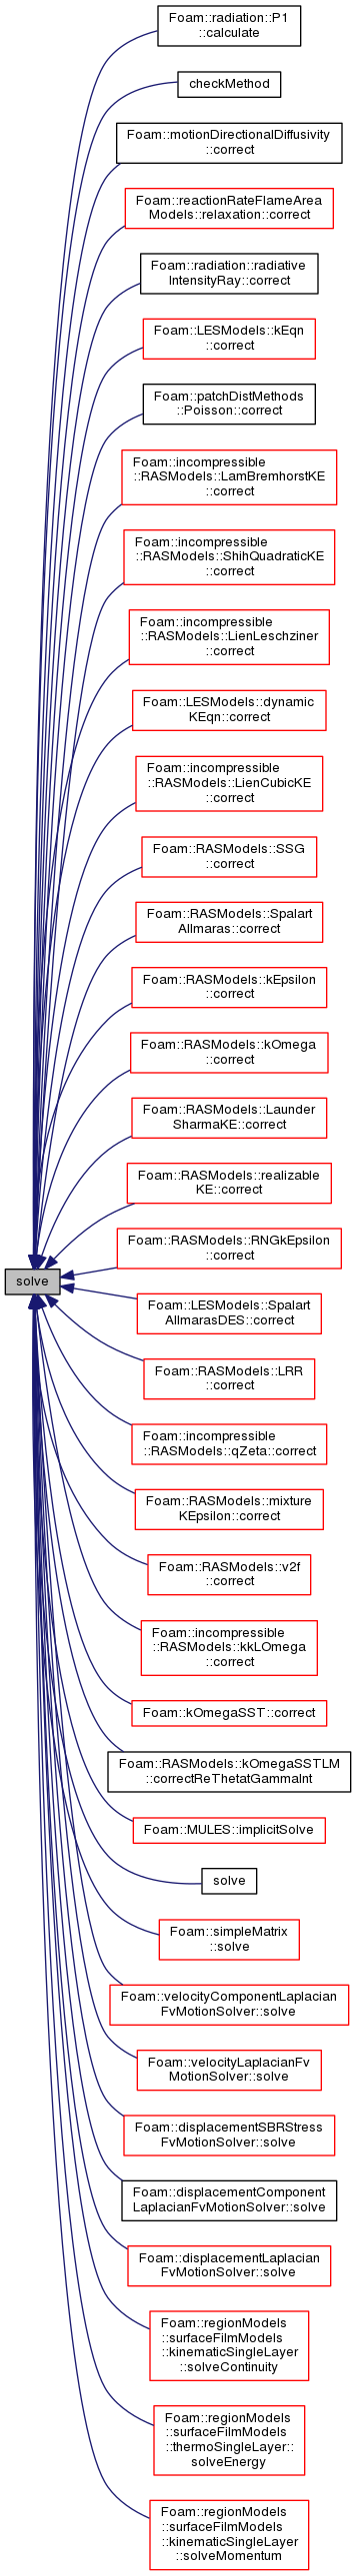 Foam::radiation::P1
::calculate
checkMethod
Foam::motionDirectionalDiffusivity
::correct
Foam::reactionRateFlameArea
Models::relaxation::correct
Foam::radiation::radiative
IntensityRay::correct
Foam::LESModels::kEqn
::correct
Foam::patchDistMethods
::Poisson::correct
Foam::incompressible
::RASModels::LamBremhorstKE
::correct
Foam::incompressible
::RASModels::ShihQuadraticKE
::correct
Foam::incompressible
::RASModels::LienLeschziner
::correct
Foam::LESModels::dynamic
KEqn::correct
Foam::incompressible
::RASModels::LienCubicKE
::correct
Foam::RASModels::SSG
::correct
Foam::RASModels::Spalart
Allmaras::correct
Foam::RASModels::kEpsilon
::correct
Foam::RASModels::kOmega
::correct
Foam::RASModels::Launder
SharmaKE::correct
Foam::RASModels::realizable
KE::correct
Foam::RASModels::RNGkEpsilon
::correct
solve
Foam::LESModels::Spalart
AllmarasDES::correct
Foam::RASModels::LRR
::correct
Foam::incompressible
::RASModels::qZeta::correct
Foam::RASModels::mixture
KEpsilon::correct
Foam::RASModels::v2f
::correct
Foam::incompressible
::RASModels::kkLOmega
::correct
Foam::kOmegaSST::correct
Foam::RASModels::kOmegaSSTLM
::correctReThetatGammaInt
Foam::MULES::implicitSolve
solve
Foam::simpleMatrix
::solve
Foam::velocityComponentLaplacian
FvMotionSolver::solve
Foam::velocityLaplacianFv
MotionSolver::solve
Foam::displacementSBRStress
FvMotionSolver::solve
Foam::displacementComponent
LaplacianFvMotionSolver::solve
Foam::displacementLaplacian
FvMotionSolver::solve
Foam::regionModels
::surfaceFilmModels
::kinematicSingleLayer
::solveContinuity
Foam::regionModels
::surfaceFilmModels
::thermoSingleLayer::
solveEnergy
Foam::regionModels
::surfaceFilmModels
::kinematicSingleLayer
::solveMomentum